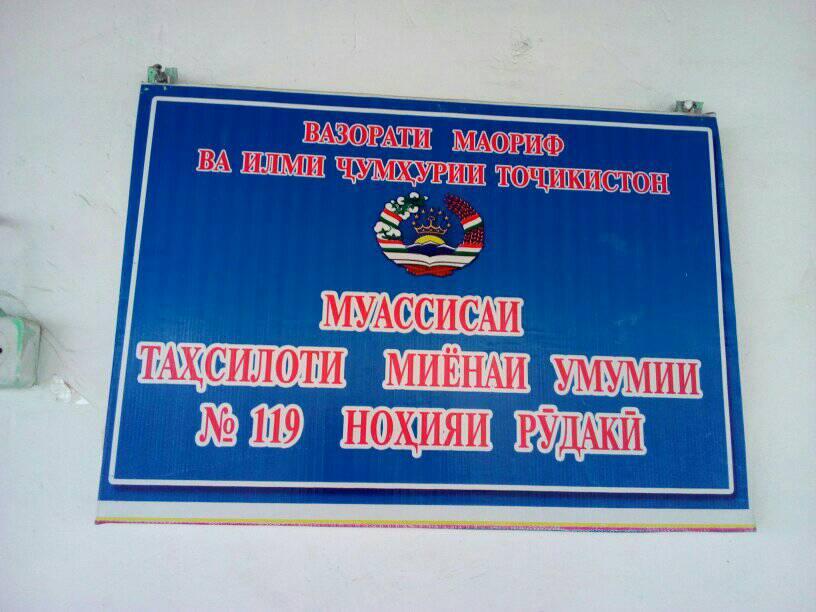 ВАЗОРАТИ МАОРИФ
ВА ИЛМИ ҶУМҲУРИИ ТОҶИКИСТОН
МУАССИСАИ
ТАҲСИЛОТИ МИЁНАИ УМУМИИ
№ 119 НОҲИЯИ РӮДАКӢ